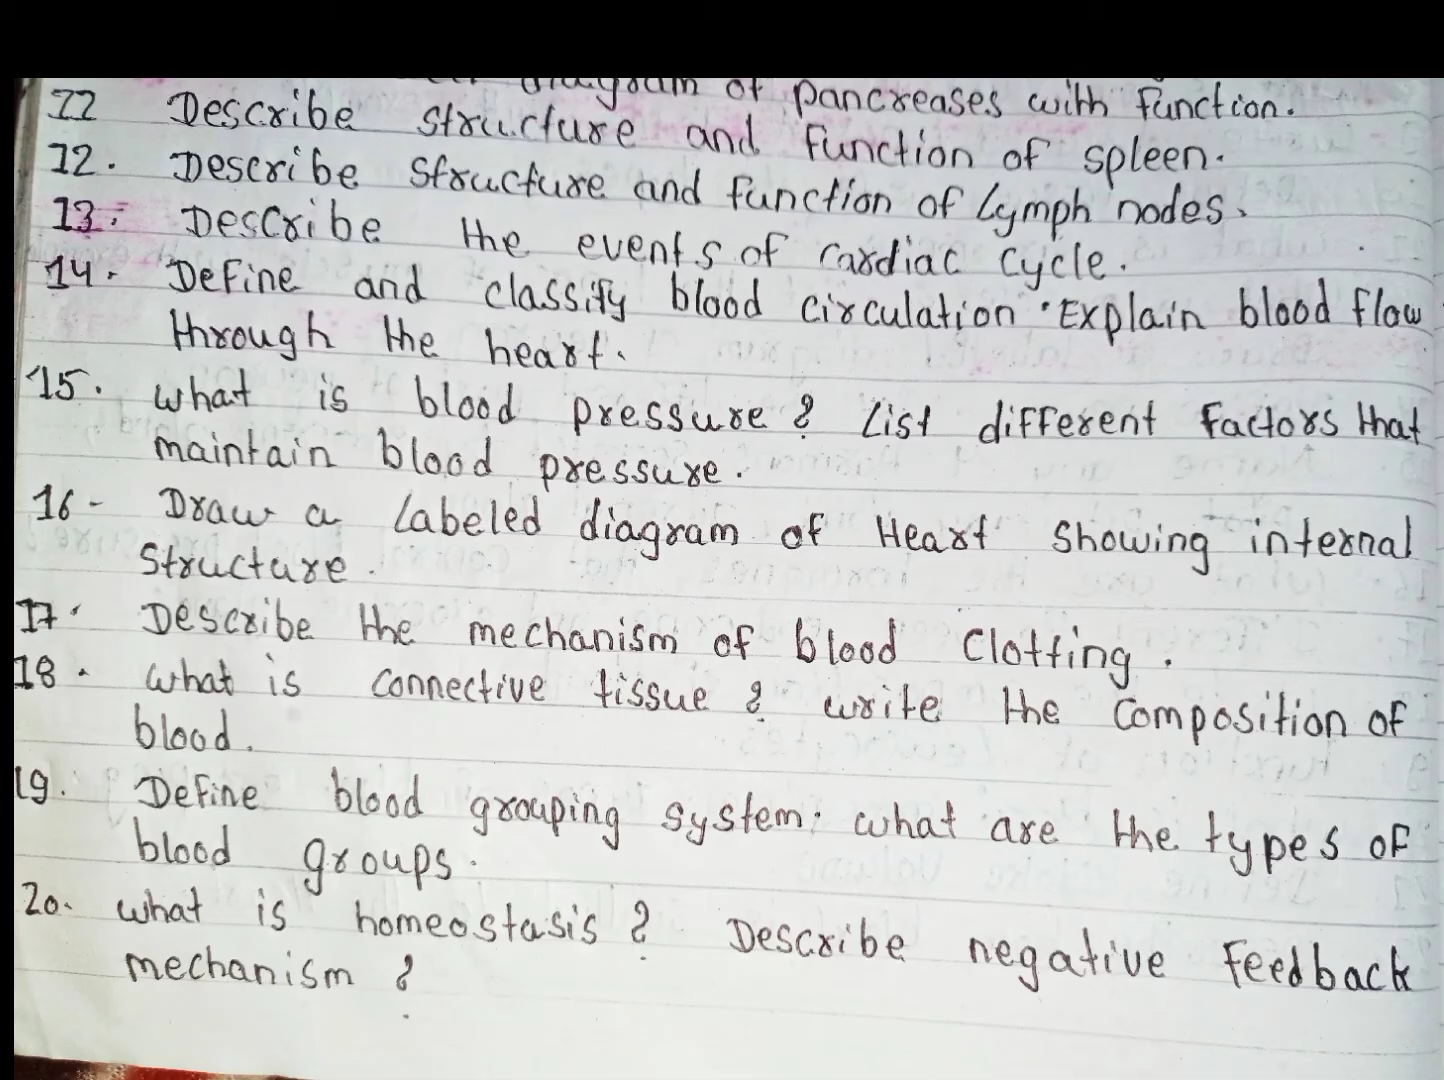 diagram of pancreases with function.
11 Describe structure and function of spleen.
12. Describe structure and function of Lymph nodes.
13. Describe the events of cardiac cycle.
14. Define and classify blood circulation. Explain blood flow
through the heart.
15. what is blood pressure? List different factors that
maintain blood pressure.
16- Draw a Labeled diagram of Heart showing internal
structure.
17. Describe the mechanism of blood clotting.
18. what is connective tissue? write the composition of
blood.
19. Define blood grouping system. what are the types of
blood groups.
20. what is homeostasis? Describe negative feedback
mechanism?